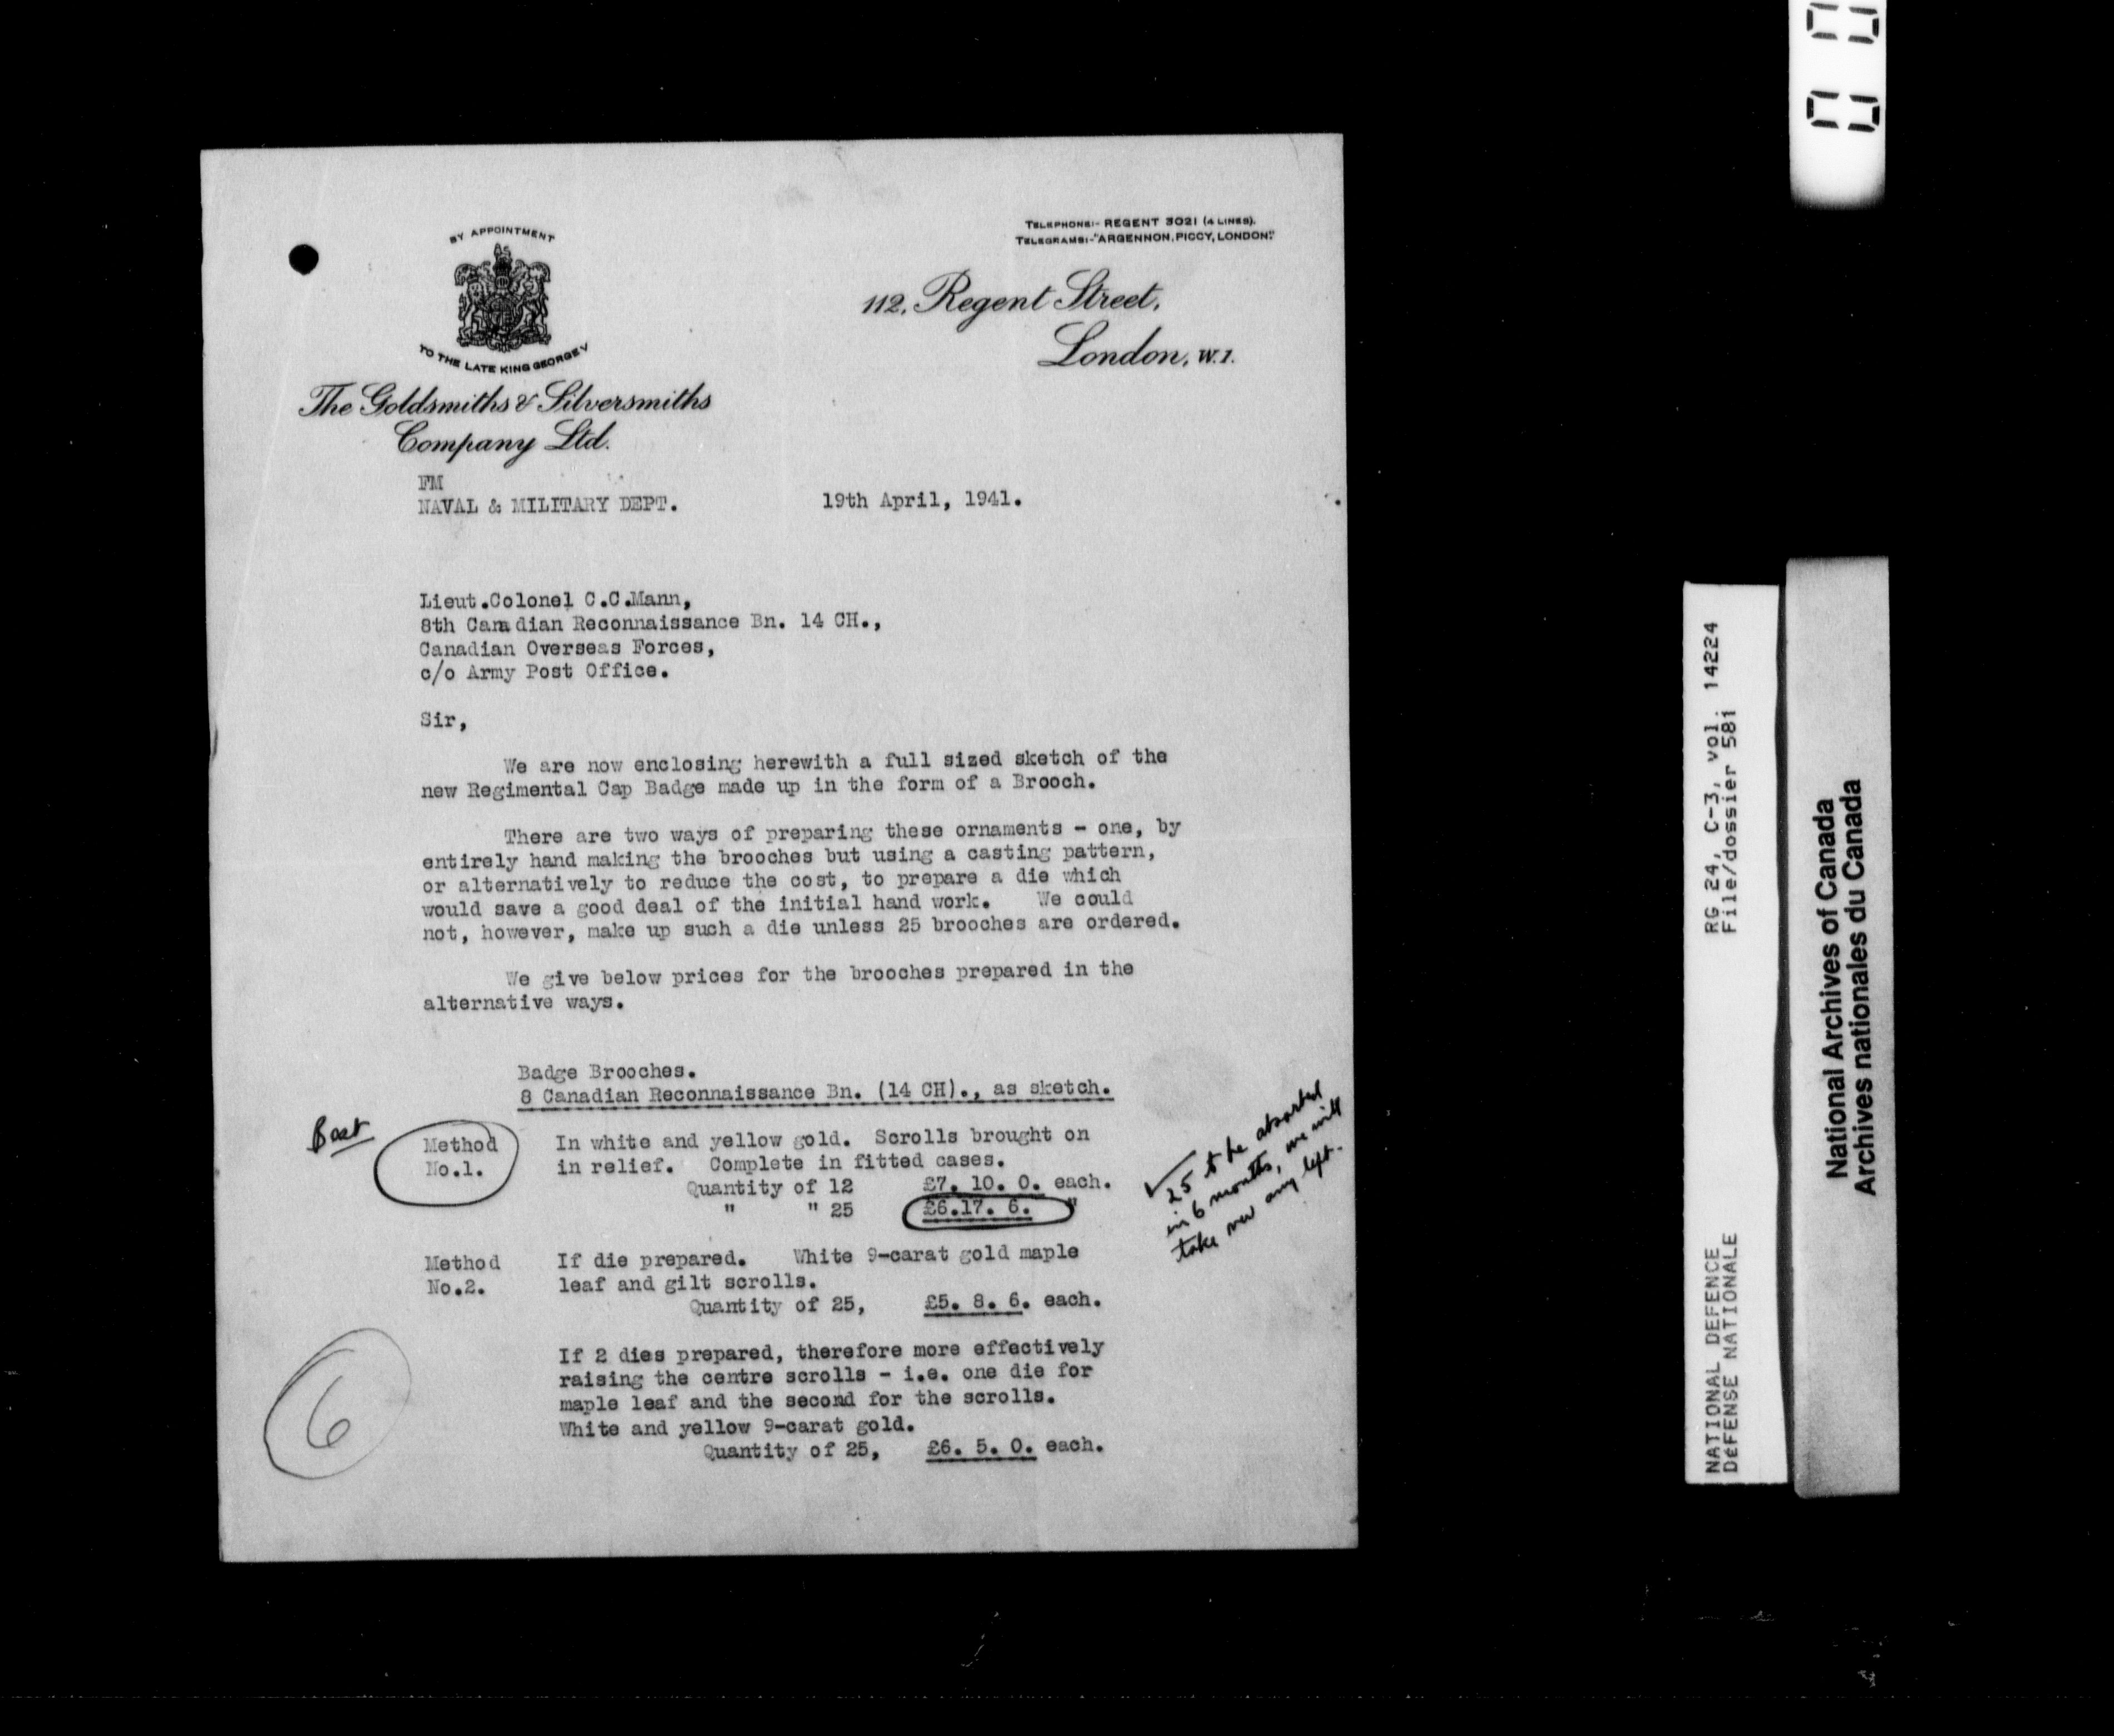 BY APPOINTMENT
TO THE LATE KING GEORGE V
The Goldsmiths & Silversmiths
Company Ltd.
TELEPHONE:- REGENT 3021 (4 LINES).
TELEGRAMS:-"ARGENNON, PICCY, LONDON."
112, Regent Street,
London, W.1.
FM
NAVAL & MILITARY DEPT. 19th April, 1941.
Lieut.Colonel C.C.Mann,
8th Canadian Reconnaissance Bn. 14 CH.,
Canadian Overseas Forces,
c/o Army Post Office.
Sir,
We are now enclosing herewith a full sized sketch of the
new Regimental Cap Badge made up in the form of a Brooch.
There are two ways of preparing these ornaments - one, by
entirely hand making the brooches but using a casting pattern,
or alternatively to reduce the cost, to prepare a die which
would save a good deal of the initial hand work. We could
not, however, make up such a die unless 25 brooches are ordered.
We give below prices for the brooches prepared in the
alternative ways.
Badge Brooches.
8 Canadian Reconnaissance Bn. (14 CH)., as sketch.
Best
Method In white and yellow gold. Scrolls brought on
No.1. in relief. Complete in fitted cases.
Quantity of 12 £7. 10. 0. each.
" " 25 £6.17. 6. "
25 to be absorbed
in 6 months, we will
take over any left.
Method If die prepared. White 9-carat gold maple
No.2. leaf and gilt scrolls.
Quantity of 25, £5. 8. 6. each.
If 2 dies prepared, therefore more effectively
raising the centre scrolls - i.e. one die for
maple leaf and the second for the scrolls.
White and yellow 9-carat gold.
Quantity of 25, £6. 5. 0. each.
6
RG 24, C-3, vol. 14224
File/dossier 581
NATIONAL DEFENCE
DéFENSE NATIONALE
National Archives of Canada
Archives nationales du Canada